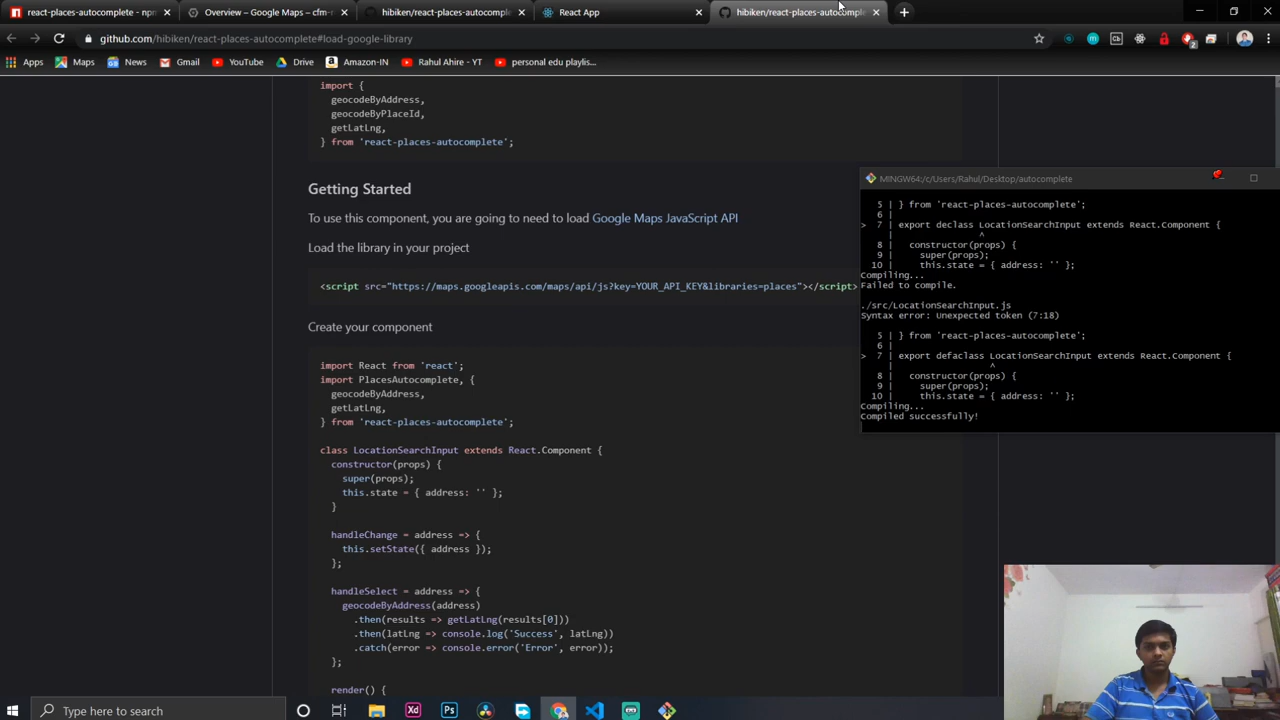 react-places-autocomplete - npm
Overview – Google Maps – cfm-
hibiken/react-places-autocomple
React App
hibiken/react-places-autocomple
github.com/hibiken/react-places-autocomplete#load-google-library
Apps
Maps
News
Gmail
YouTube
Drive
Amazon-IN
Rahul Ahire - YT
personal edu playlis...
import {
geocodeByAddress,
geocodeByPlaceId,
getLatLng,
} from 'react-places-autocomplete';
Getting Started
To use this component, you are going to need to load Google Maps JavaScript API
Load the library in your project
<script src="https://maps.googleapis.com/maps/api/js?key=YOUR_API_KEY&libraries=places"></script>
Create your component
import React from 'react';
import PlacesAutocomplete, {
geocodeByAddress,
getLatLng,
} from 'react-places-autocomplete';
class LocationSearchInput extends React.Component {
constructor(props) {
super(props);
this.state = { address: '' };
}
handleChange = address => {
this.setState({ address });
};
handleSelect = address => {
geocodeByAddress(address)
.then(results => getLatLng(results[0]))
.then(latLng => console.log('Success', latLng))
.catch(error => console.error('Error', error));
};
render() {
MINGW64:/c/Users/Rahul/Desktop/autocomplete
5 | } from 'react-places-autocomplete';
6 |
> 7 | export declass LocationSearchInput extends React.Component {
| ^
8 | constructor(props) {
9 | super(props);
10 | this.state = { address: '' };
Compiling...
Failed to compile.
./src/LocationSearchInput.js
Syntax error: Unexpected token (7:18)
5 | } from 'react-places-autocomplete';
6 |
> 7 | export defaclass LocationSearchInput extends React.Component {
| ^
8 | constructor(props) {
9 | super(props);
10 | this.state = { address: '' };
Compiling...
Compiled successfully!
Type here to search